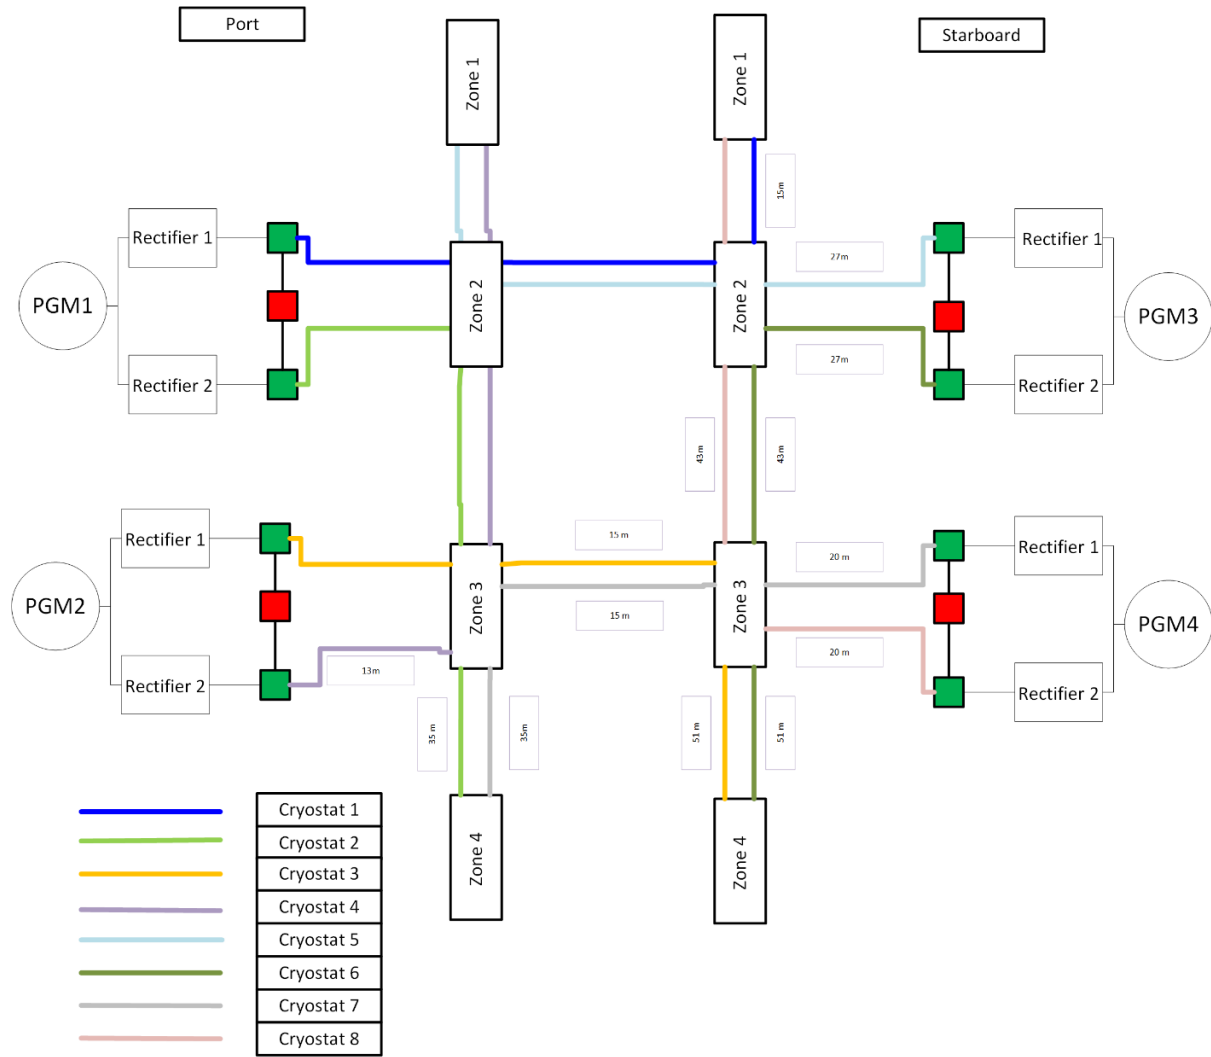 Port
Starboard
Zone 1
Zone 1
15m
Rectifier 1
Rectifier 1
27m
PGM1
Zone 2
Zone 2
PGM3
27m
Rectifier 2
Rectifier 2
43m
43m
Rectifier 1
15 m
Rectifier 1
20 m
PGM2
Zone 3
Zone 3
PGM4
15 m
20 m
Rectifier 2
13m
Rectifier 2
35 m
35m
51 m
51 m
Zone 4
Zone 4
Cryostat 1
Cryostat 2
Cryostat 3
Cryostat 4
Cryostat 5
Cryostat 6
Cryostat 7
Cryostat 8